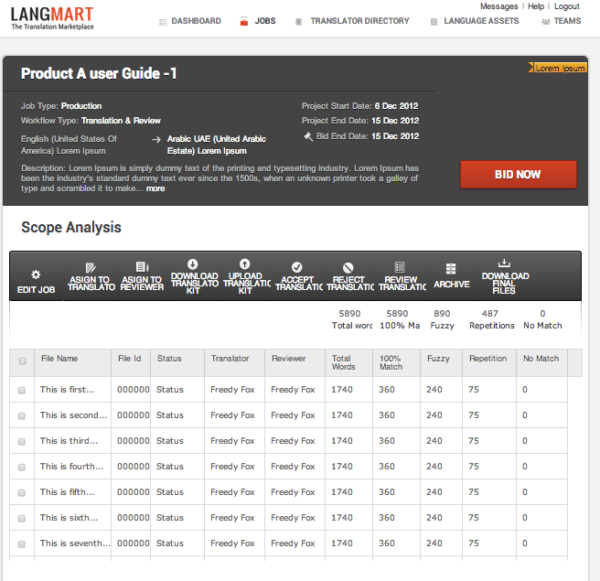 Messages | Help | Logout
LANGMART
The Translation Marketplace
DASHBOARD JOBS TRANSLATOR DIRECTORY LANGUAGE ASSETS TEAMS
Product A user Guide -1
Lorem Ipsum
Job Type: Production
Project Start Date: 6 Dec 2012
Workflow Type: Translation & Review
Project End Date: 15 Dec 2012
English (United States Of
America) Lorem Ipsum
Arabic UAE (United Arabic
Estate) Lorem Ipsum
Bid End Date: 15 Dec 2012
Description: Lorem Ipsum is simply dummy text of the printing and typesetting industry. Lorem Ipsum has
been the industry's standard dummy text ever since the 1500s, when an unknown printer took a galley of
type and scrambled it to make... more
BID NOW
Scope Analysis
EDIT JOB
ASIGN TO
TRANSLATO
ASIGN TO
REVIEWER
DOWNLOAD
TRANSLATIO
KIT
UPLOAD
TRANSLATIC
KIT
ACCEPT
TRANSLATIC
REJECT
TRANSLATIC
REVIEW
TRANSLATIC
ARCHIVE
DOWNLOAD
FINAL
FILES
5890 5890 890 487 0
Total word 100% Ma Fuzzy Repetitions No Match
File Name File Id Status Translator Reviewer Total Words 100% Match Fuzzy Repetition No Match
This is first... 000000 Status Freedy Fox Freedy Fox 1740 360 240 75 0
This is second... 000000 Status Freedy Fox Freedy Fox 1740 360 240 75 0
This is third... 000000 Status Freedy Fox Freedy Fox 1740 360 240 75 0
This is fourth... 000000 Status Freedy Fox Freedy Fox 1740 360 240 75 0
This is fifth... 000000 Status Freedy Fox Freedy Fox 1740 360 240 75 0
This is sixth... 000000 Status Freedy Fox Freedy Fox 1740 360 240 75 0
This is seventh... 000000 Status Freedy Fox Freedy Fox 1740 360 240 75 0